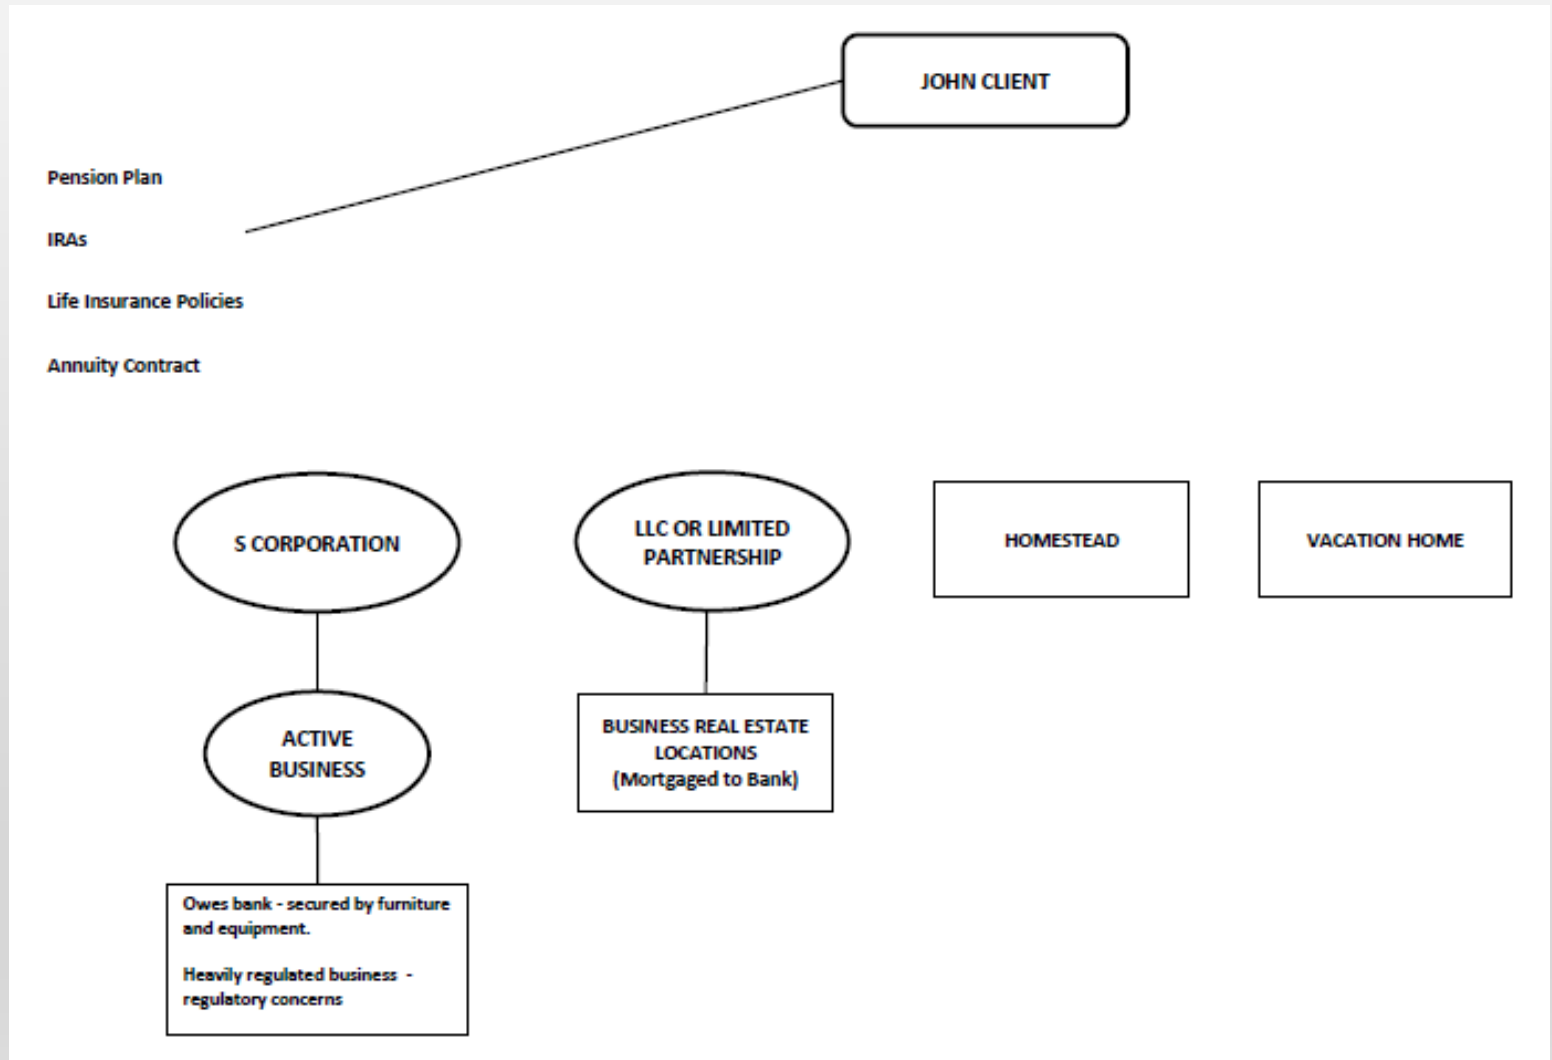 JOHN CLIENT
Pension Plan
IRAs
Life Insurance Policies
Annuity Contract
S CORPORATION
LLC OR LIMITED
PARTNERSHIP
HOMESTEAD
VACATION HOME
ACTIVE
BUSINESS
BUSINESS REAL ESTATE
LOCATIONS
(Mortgaged to Bank)
Owes bank - secured by furniture
and equipment.
Heavily regulated business -
regulatory concerns